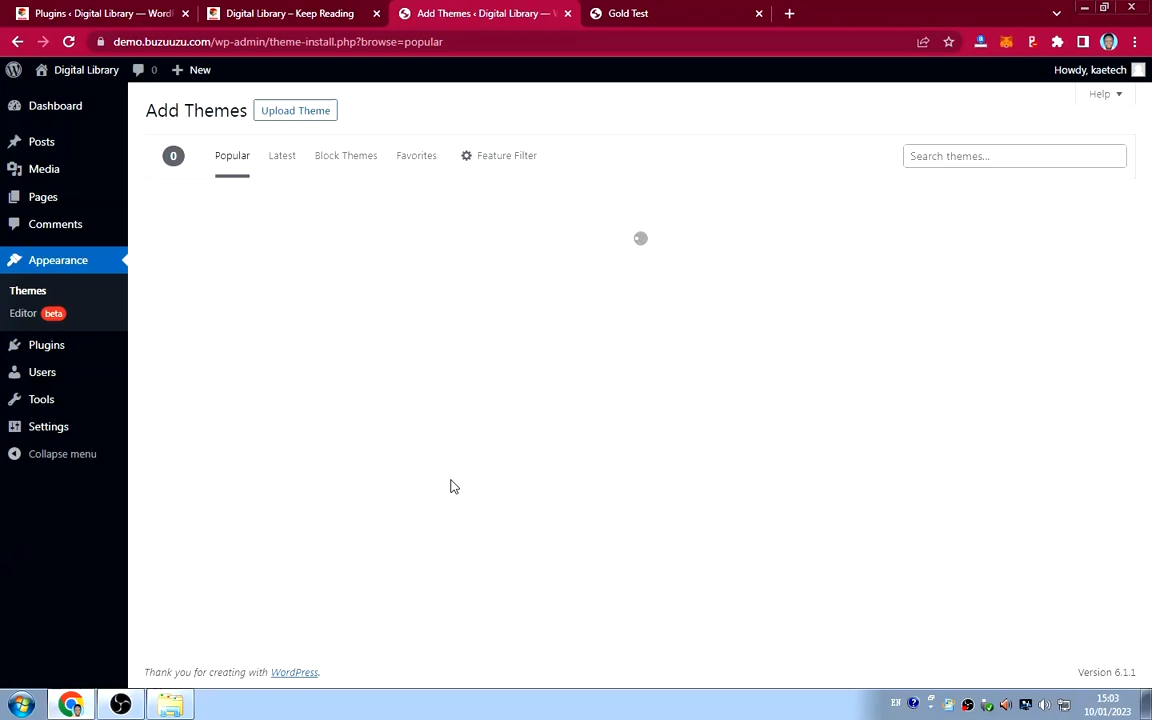 Plugins ‹ Digital Library — WordP
Digital Library – Keep Reading
Add Themes ‹ Digital Library — W
Gold Test
demo.buzuuzu.com/wp-admin/theme-install.php?browse=popular
Digital Library
0
New
Howdy, kaetech
Dashboard
Posts
Media
Pages
Comments
Appearance
Themes
Editor beta
Plugins
Users
Tools
Settings
Collapse menu
Help
Add Themes
Upload Theme
0
Popular
Latest
Block Themes
Favorites
Feature Filter
Search themes...
Thank you for creating with WordPress.
Version 6.1.1
EN
15:03
10/01/2023